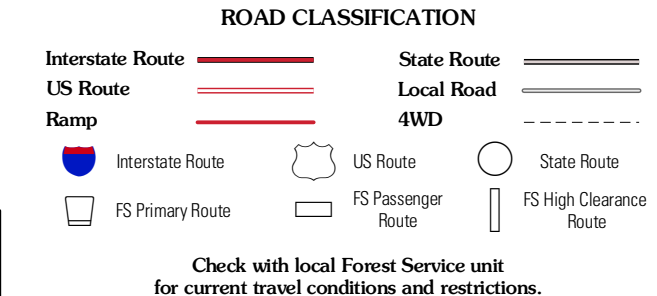 ROAD CLASSIFICATION
Interstate Route
State Route
US Route
Local Road
Ramp
4WD
Interstate Route
US Route
State Route
FS Primary Route
FS Passenger
Route
FS High Clearance
Route
Check with local Forest Service unit
for current travel conditions and restrictions.